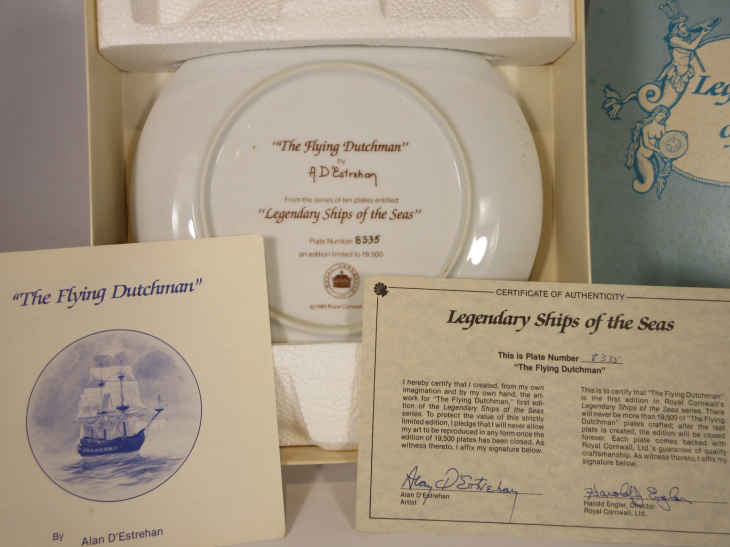 ""The Flying Dutchman"
by
A D'Estrehan
From the series of ten plates entitled
"Legendary Ships of the Seas"
Plate Number 8335
an edition limited to 19,500
Royal Cornwall
"The Flying Dutchman"
By Alan D'Estrehan
CERTIFICATE OF AUTHENTICITY
Legendary Ships of the Seas
This is Plate Number 8335
"The Flying Dutchman"
I hereby certify that I created, from my own
imagination and by my own hand, the art-
work for "The Flying Dutchman," first edi-
tion of the Legendary Ships of the Seas
series. To protect the value of this strictly
limited edition, I pledge that I will never allow
my art to be reproduced in any form once the
edition of 19,500 plates has been closed. As
witness thereto, I affix my signature below.
Alan D'Estrehan
Alan D'Estrehan
Artist
This is to certify that "The Flying Dutchman"
is the first edition in Royal Cornwall's
Legendary Ships of the Seas series. There
will never be more than 19,500 "The Flying
Dutchman" plates crafted; after the last
plate is created, the edition will be closed
forever. Each plate comes backed with
Royal Cornwall, Ltd.'s guarantee of quality
craftsmanship. As witness thereto, I affix my
signature below.
Harold J Engler
Harold Engler, Director
Royal Cornwall, Ltd.
Leg
o